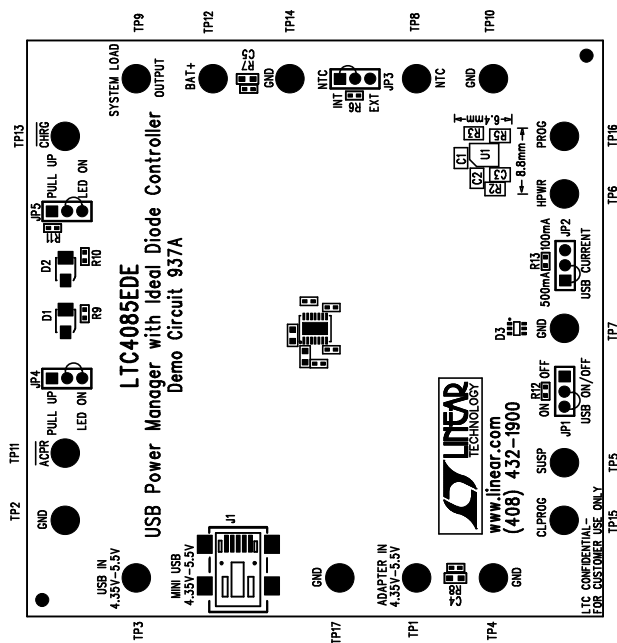 TP13
TP11
TP2
CHRG
PULL UP
JP5
LED ON
R11
D2
R10
D1
R9
JP4
PULL UP
LED ON
ACPR
GND
TP9
SYSTEM LOAD
OUTPUT
TP12
BAT+
C5
R7
GND
TP14
NTC
INT
EXT
JP3
R6
NTC
TP8
GND
TP10
LTC4085EDE
USB Power Manager with Ideal Diode Controller
Demo Circuit 937A
6.4mm
8.8mm
R3
R5
C1
U1
C2
C3
R2
USB IN
4.35V-5.5V
TP3
MINI USB
4.35V-5.5V
J1
GND
TP17
ADAPTER IN
4.35V-5.5V
TP1
C4
R8
GND
TP4
LINEAR
TECHNOLOGY
www.linear.com
(408) 432-1900
PROG
TP16
HPWR
TP6
R13
500mA
100mA
JP2
USB CURRENT
D3
GND
TP7
R12
ON
OFF
JP1
USB ON/OFF
SUSP
TP5
CLPROG
TP15
LTC CONFIDENTIAL-
FOR CUSTOMER USE ONLY